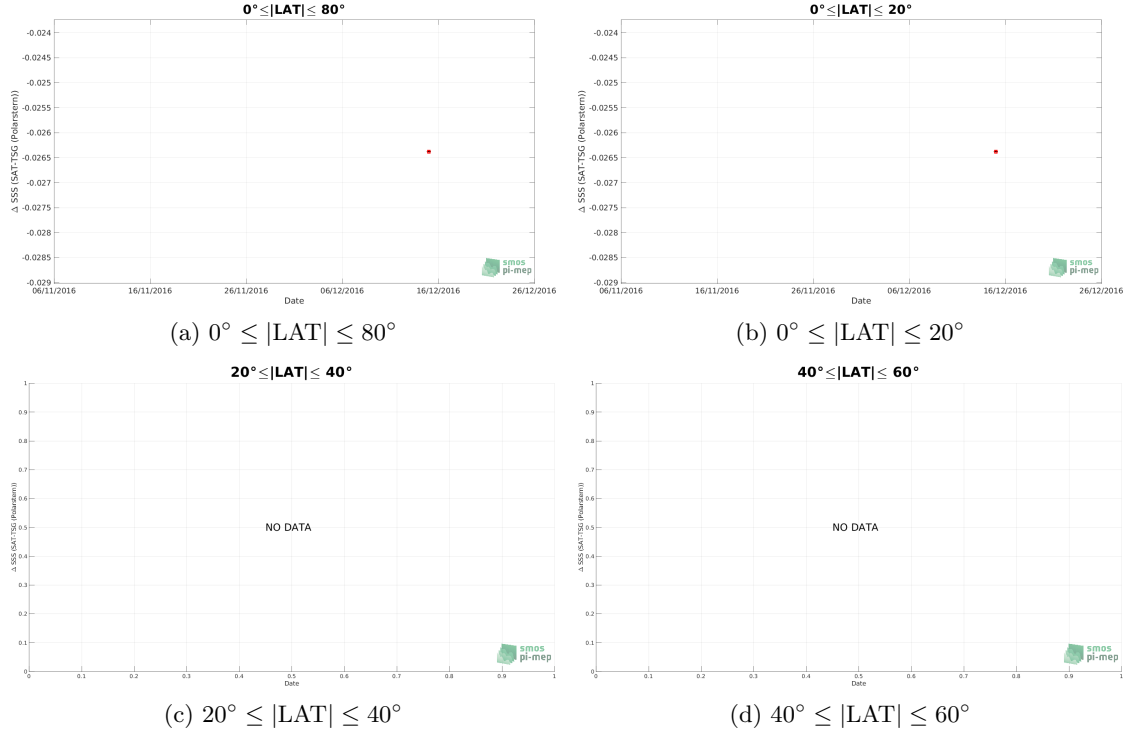 0°≤|LAT|≤ 80°
Δ SSS (SAT-TSG (Polarstern))
-0.024
-0.0245
-0.025
-0.0255
-0.026
-0.0265
-0.027
-0.0275
-0.028
-0.0285
-0.029
06/11/2016 16/11/2016 26/11/2016 06/12/2016 16/12/2016 26/12/2016
Date
smos
pi-mep
(a) 0° ≤ |LAT| ≤ 80°
0°≤|LAT|≤ 20°
Δ SSS (SAT-TSG (Polarstern))
-0.024
-0.0245
-0.025
-0.0255
-0.026
-0.0265
-0.027
-0.0275
-0.028
-0.0285
-0.029
06/11/2016 16/11/2016 26/11/2016 06/12/2016 16/12/2016 26/12/2016
Date
smos
pi-mep
(b) 0° ≤ |LAT| ≤ 20°
20°≤|LAT|≤ 40°
Δ SSS (SAT-TSG (Polarstern))
1
0.9
0.8
0.7
0.6
0.5
0.4
0.3
0.2
0.1
0
NO DATA
0 0.1 0.2 0.3 0.4 0.5 0.6 0.7 0.8 0.9 1
Date
smos
pi-mep
(c) 20° ≤ |LAT| ≤ 40°
40°≤|LAT|≤ 60°
Δ SSS (SAT-TSG (Polarstern))
1
0.9
0.8
0.7
0.6
0.5
0.4
0.3
0.2
0.1
0
NO DATA
0 0.1 0.2 0.3 0.4 0.5 0.6 0.7 0.8 0.9 1
Date
smos
pi-mep
(d) 40° ≤ |LAT| ≤ 60°